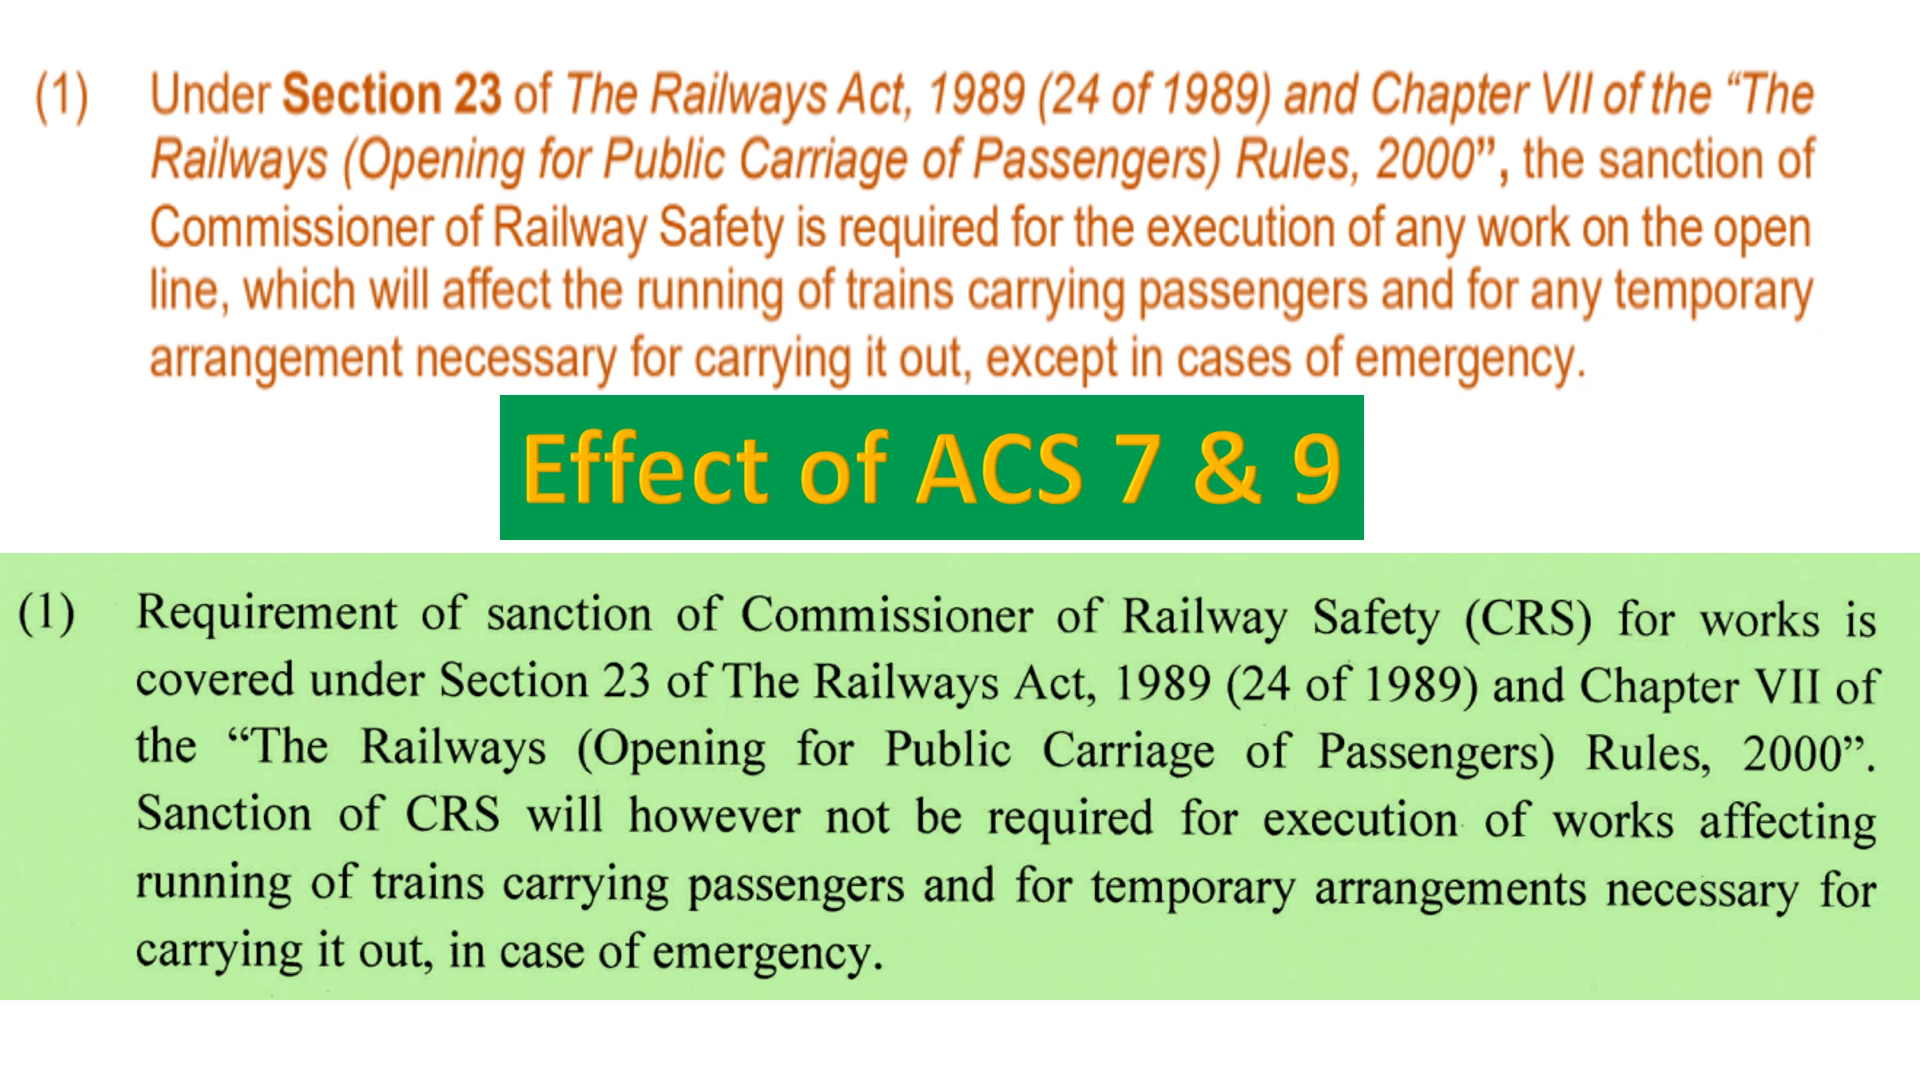 (1) Under Section 23 of The Railways Act, 1989 (24 of 1989) and Chapter VII of the “The
Railways (Opening for Public Carriage of Passengers) Rules, 2000”, the sanction of
Commissioner of Railway Safety is required for the execution of any work on the open
line, which will affect the running of trains carrying passengers and for any temporary
arrangement necessary for carrying it out, except in cases of emergency.
Effect of ACS 7 & 9
(1) Requirement of sanction of Commissioner of Railway Safety (CRS) for works is
covered under Section 23 of The Railways Act, 1989 (24 of 1989) and Chapter VII of
the “The Railways (Opening for Public Carriage of Passengers) Rules, 2000”.
Sanction of CRS will however not be required for execution of works affecting
running of trains carrying passengers and for temporary arrangements necessary for
carrying it out, in case of emergency.